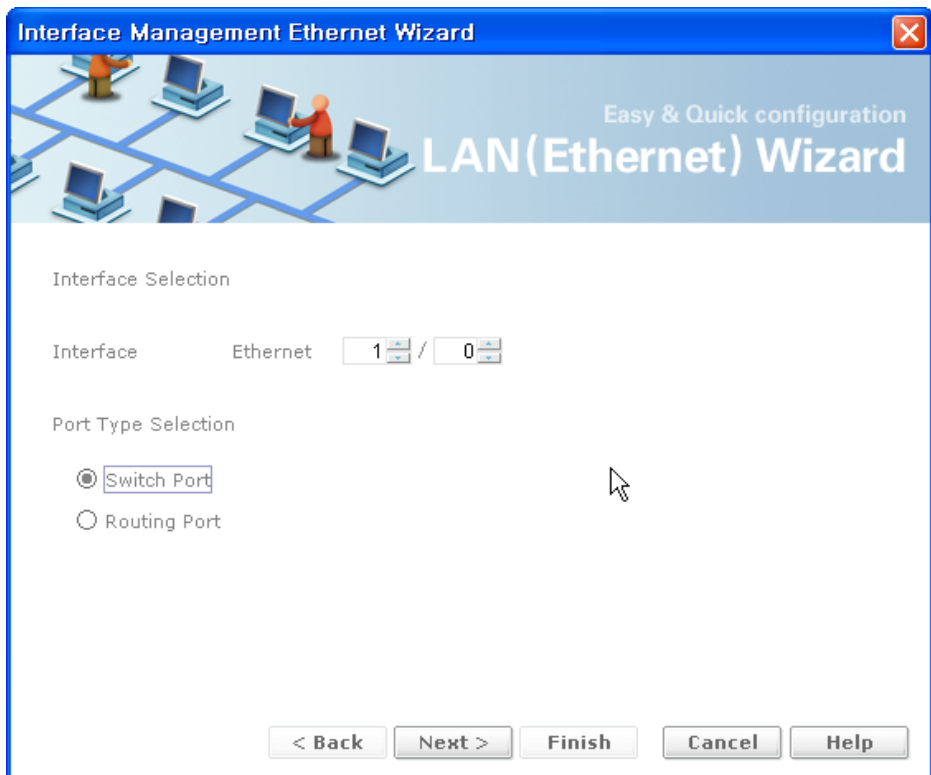 Interface Management Ethernet Wizard
Easy & Quick configuration
LAN(Ethernet) Wizard
Interface Selection
Interface Ethernet 1 / 0
Port Type Selection
Switch Port
Routing Port
< Back Next > Finish Cancel Help